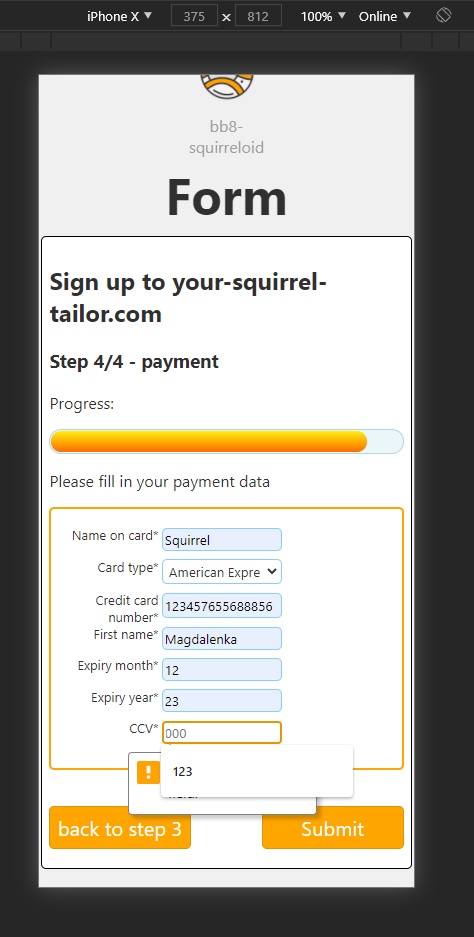 iPhone X ▼ 375 x 812 100% ▼ Online ▼
bb8-
squirreloid
Form
Sign up to your-squirrel-
tailor.com
Step 4/4 - payment
Progress:
Please fill in your payment data
Name on card* Squirrel
Card type* American Expre
Credit card
number* 123457655688856
First name* Magdalenka
Expiry month* 12
Expiry year* 23
CCV* 000
!
123
back to step 3 Submit